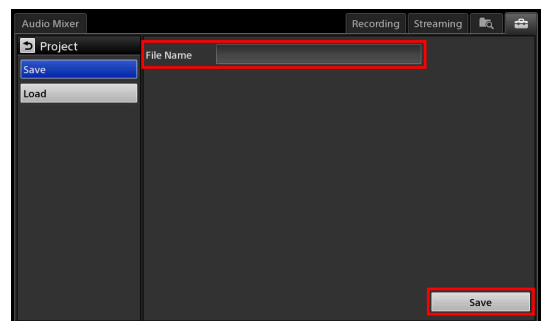 Audio Mixer
Recording
Streaming
Project
Save
Load
File Name
Save